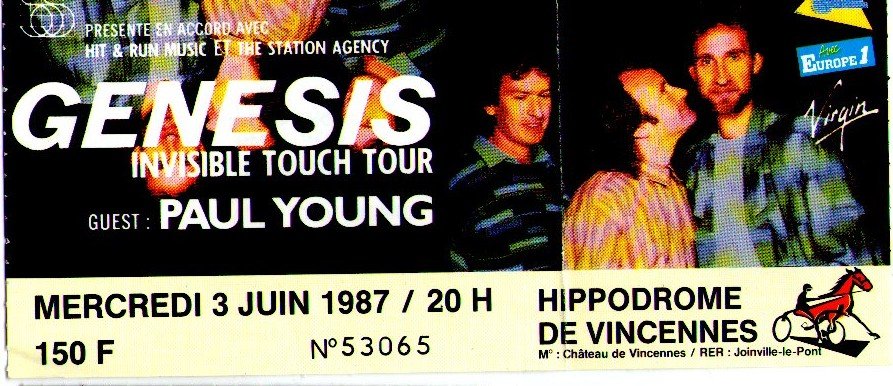 PRESENTE EN ACCORD AVEC
HIT & RUN MUSIC ET THE STATION AGENCY
GENESIS
INVISIBLE TOUCH TOUR
GUEST : PAUL YOUNG
avec
EUROPE 1
Virgin
MERCREDI 3 JUIN 1987 / 20 H
150 F
N° 53065
HIPPODROME
DE VINCENNES
M° : Château de Vincennes / RER : Joinville-le-Pont